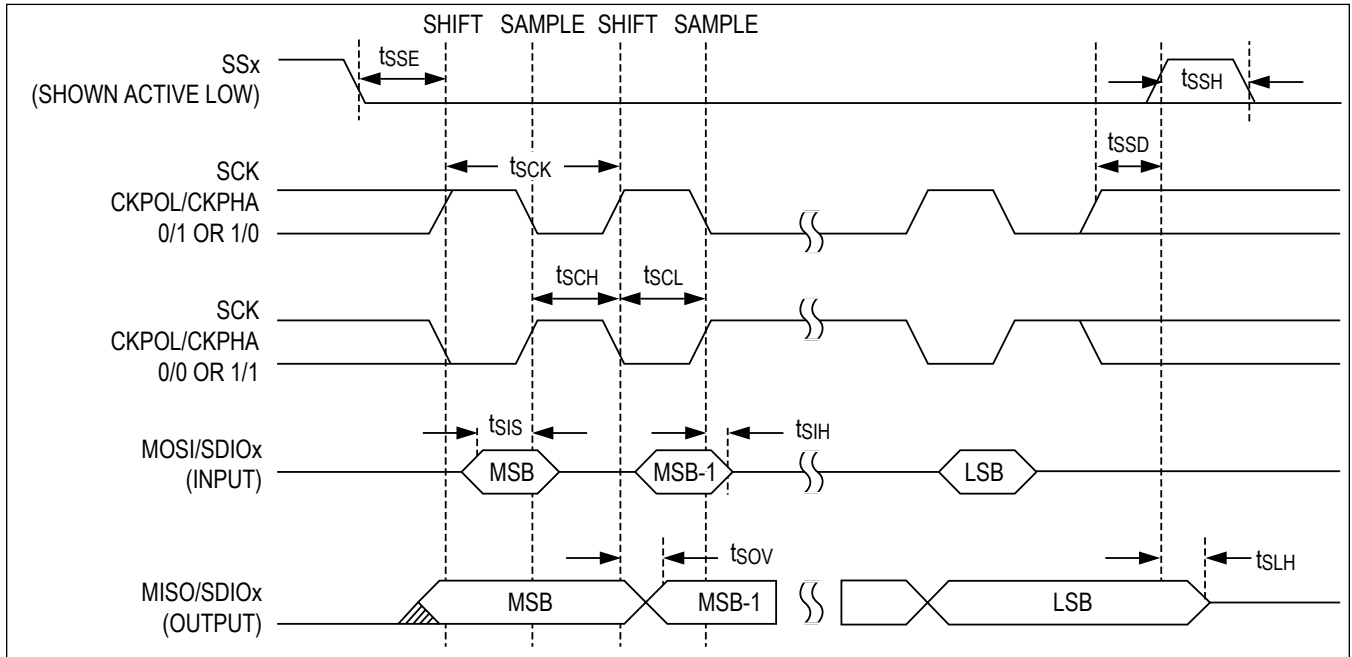 SHIFT SAMPLE SHIFT SAMPLE
SSx
(SHOWN ACTIVE LOW)
tSSE
tSSH
tSSD
SCK
CKPOL/CKPHA
0/1 OR 1/0
tSCK
tSCH
tSCL
SCK
CKPOL/CKPHA
0/0 OR 1/1
tSIS
tSIH
MOSI/SDIOx
(INPUT)
MSB
MSB-1
LSB
tSOV
tSLH
MISO/SDIOx
(OUTPUT)
MSB
MSB-1
LSB